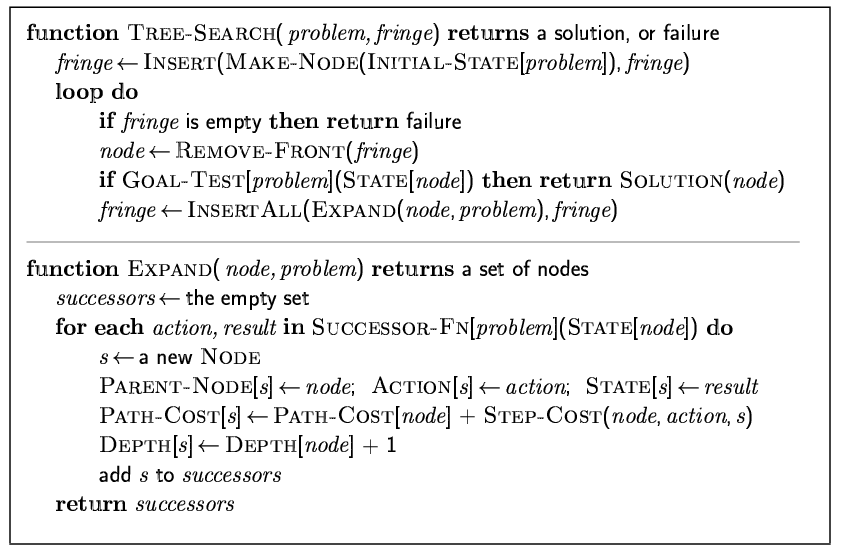 function TREE-SEARCH( problem, fringe) returns a solution, or failure
fringe ← INSERT(MAKE-NODE(INITIAL-STATE[problem]), fringe)
loop do
if fringe is empty then return failure
node ← REMOVE-FRONT(fringe)
if GOAL-TEST[problem](STATE[node]) then return SOLUTION(node)
fringe ← INSERTALL(EXPAND(node, problem), fringe)
function EXPAND( node, problem) returns a set of nodes
successors ← the empty set
for each action, result in SUCCESSOR-FN[problem](STATE[node]) do
s ← a new NODE
PARENT-NODE[s] ← node; ACTION[s] ← action; STATE[s] ← result
PATH-COST[s] ← PATH-COST[node] + STEP-COST(node, action, s)
DEPTH[s] ← DEPTH[node] + 1
add s to successors
return successors